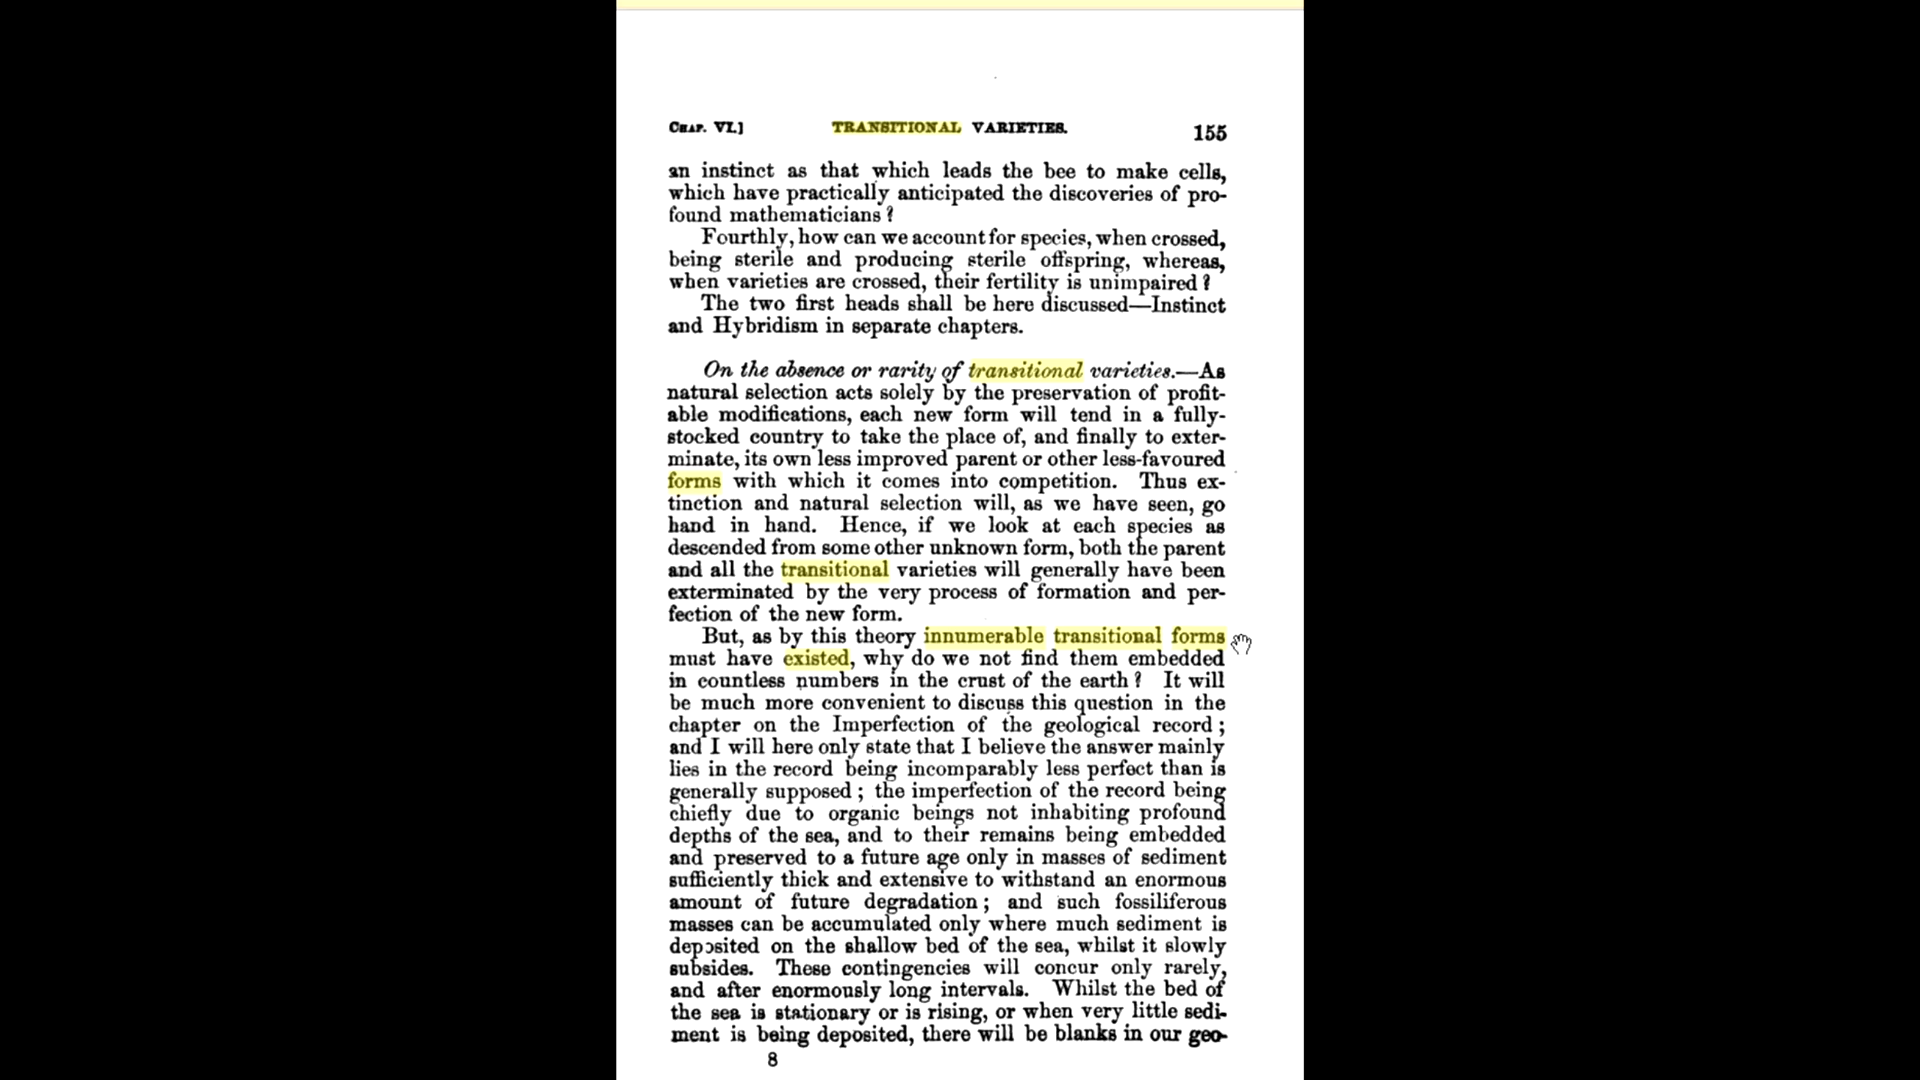 CHAP. VI.] TRANSITIONAL VARIETIES. 155
an instinct as that which leads the bee to make cells,
which have practically anticipated the discoveries of pro-
found mathematicians?
Fourthly, how can we account for species, when crossed,
being sterile and producing sterile offspring, whereas,
when varieties are crossed, their fertility is unimpaired?
The two first heads shall be here discussed—Instinct
and Hybridism in separate chapters.
On the absence or rarity of transitional varieties.—As
natural selection acts solely by the preservation of profit-
able modifications, each new form will tend in a fully-
stocked country to take the place of, and finally to exter-
minate, its own less improved parent or other less-favoured
forms with which it comes into competition. Thus ex-
tinction and natural selection will, as we have seen, go
hand in hand. Hence, if we look at each species as
descended from some other unknown form, both the parent
and all the transitional varieties will generally have been
exterminated by the very process of formation and per-
fection of the new form.
But, as by this theory innumerable transitional forms
must have existed, why do we not find them embedded
in countless numbers in the crust of the earth? It will
be much more convenient to discuss this question in the
chapter on the Imperfection of the geological record;
and I will here only state that I believe the answer mainly
lies in the record being incomparably less perfect than is
generally supposed; the imperfection of the record being
chiefly due to organic beings not inhabiting profound
depths of the sea, and to their remains being embedded
and preserved to a future age only in masses of sediment
sufficiently thick and extensive to withstand an enormous
amount of future degradation; and such fossiliferous
masses can be accumulated only where much sediment is
deposited on the shallow bed of the sea, whilst it slowly
subsides. These contingencies will concur only rarely,
and after enormously long intervals. Whilst the bed of
the sea is stationary or is rising, or when very little sedi-
ment is being deposited, there will be blanks in our geo-
8